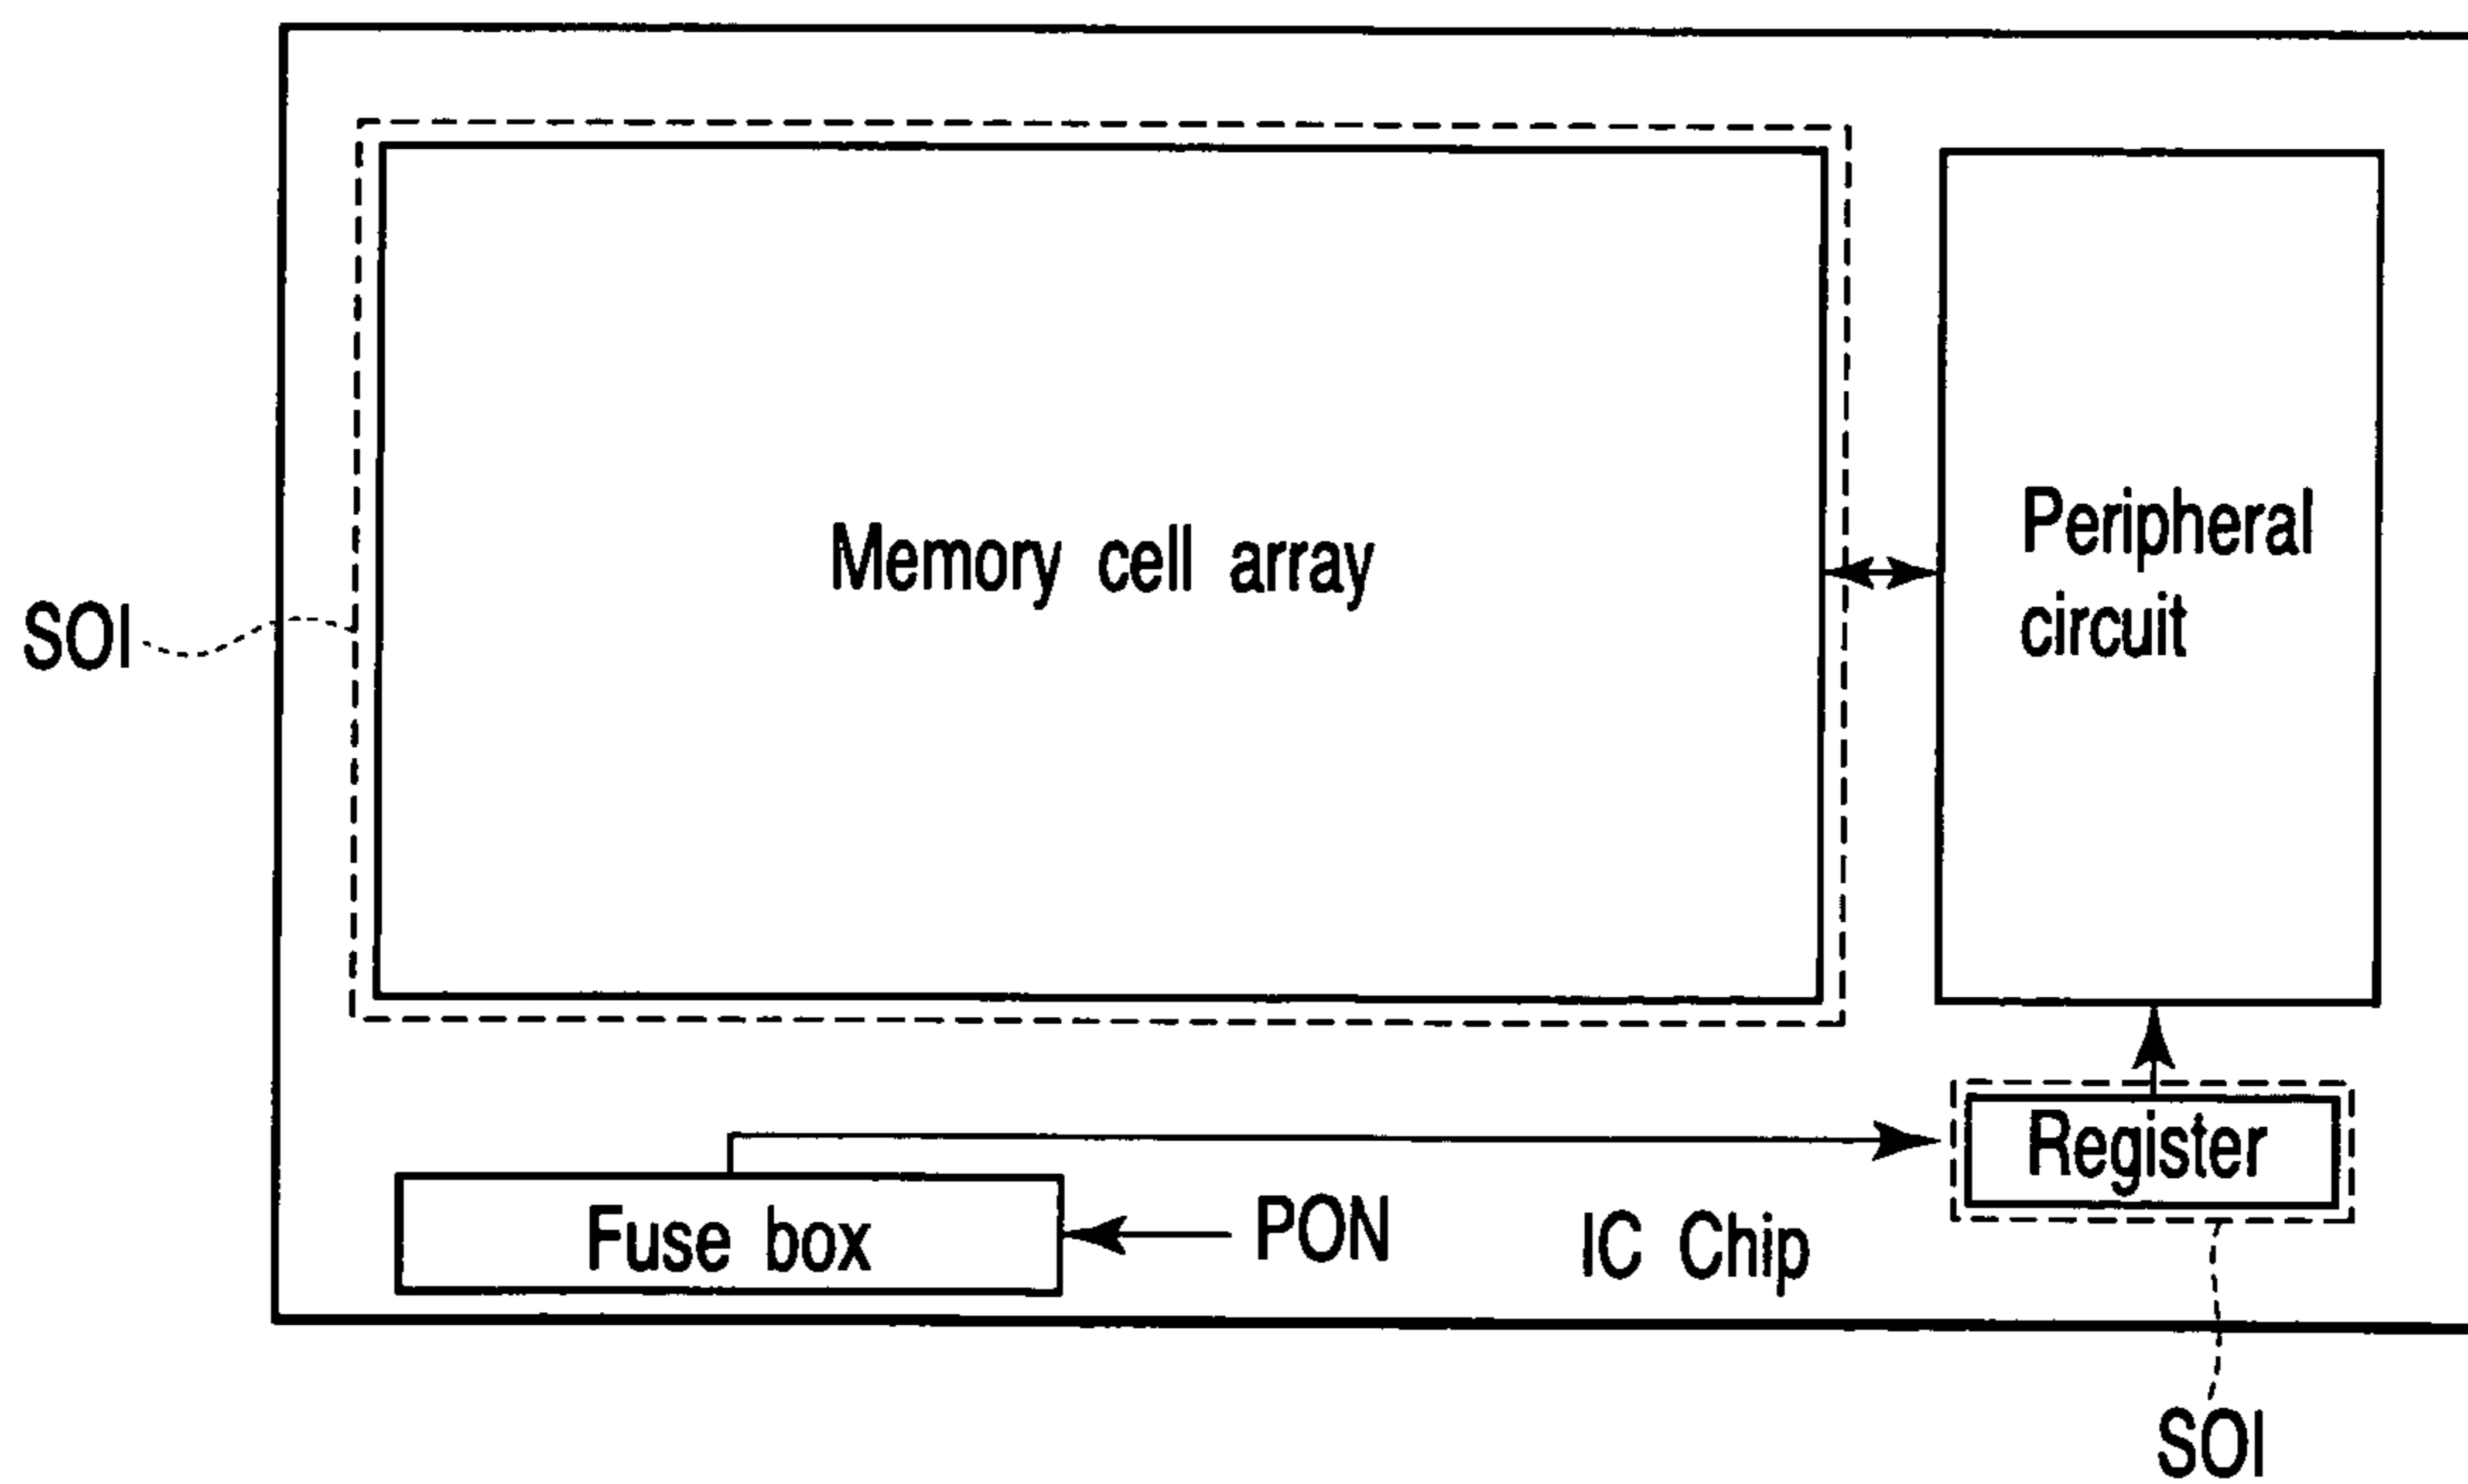 Memory cell array
Peripheral
circuit
SOI
Register
Fuse box
PON
IC Chip
SOI